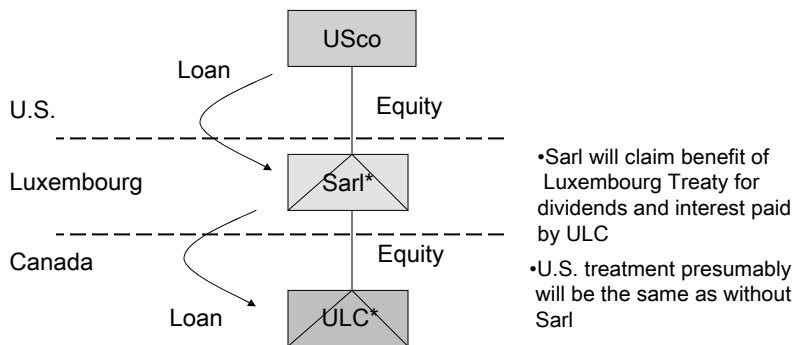 USco
Loan
U.S.
Equity
Luxembourg
Sarl*
Canada
Equity
Loan
ULC*
•Sarl will claim benefit of
Luxembourg Treaty for
dividends and interest paid
by ULC
•U.S. treatment presumably
will be the same as without
Sarl